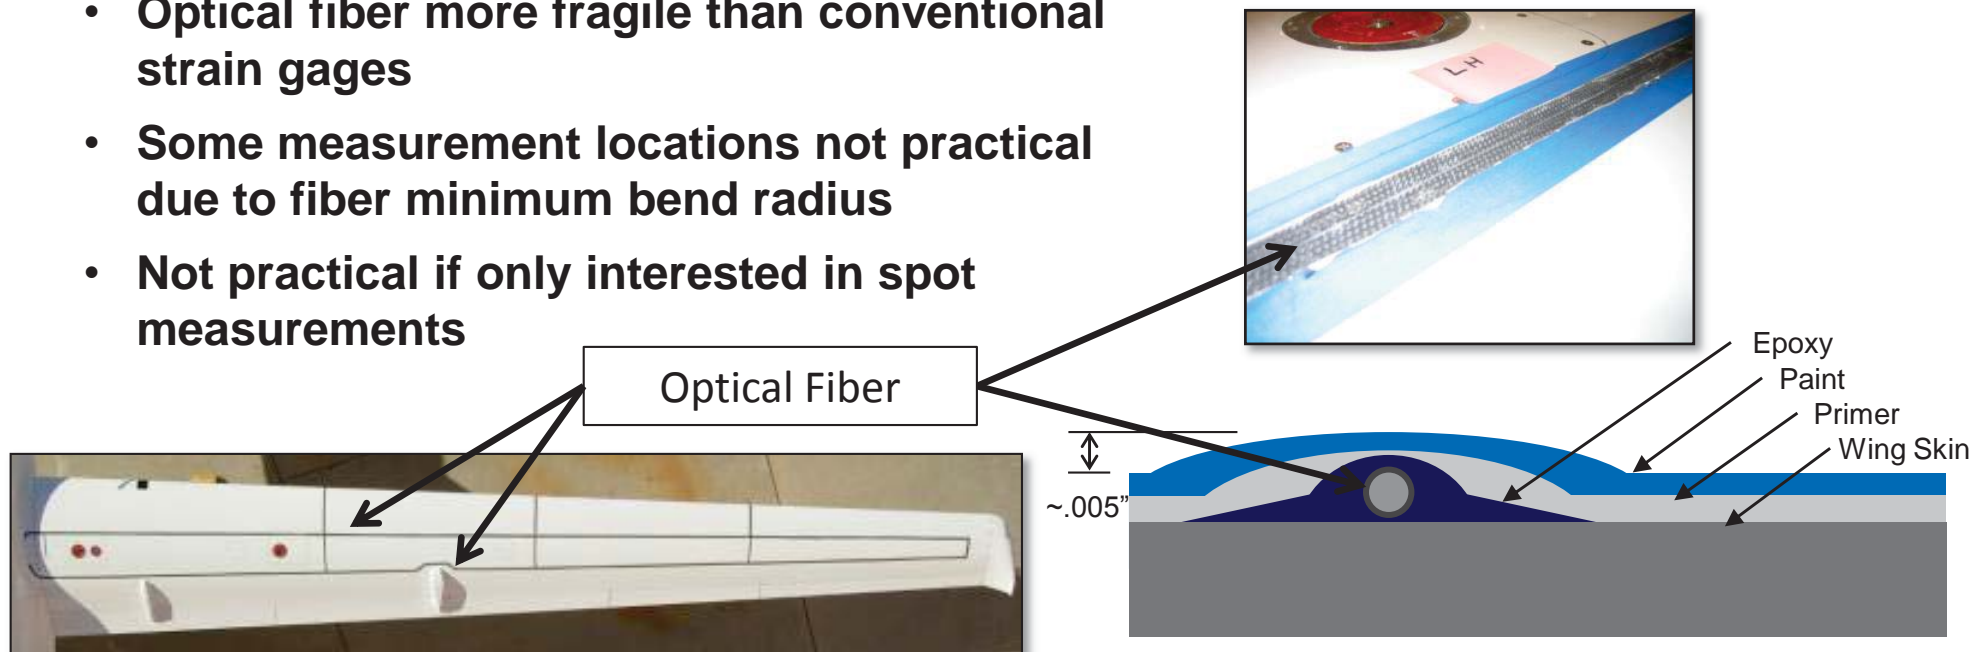 • Optical fiber more fragile than conventional
strain gages
• Some measurement locations not practical
due to fiber minimum bend radius
• Not practical if only interested in spot
measurements
LH
Optical Fiber
Epoxy
Paint
Primer
Wing Skin
~.005”